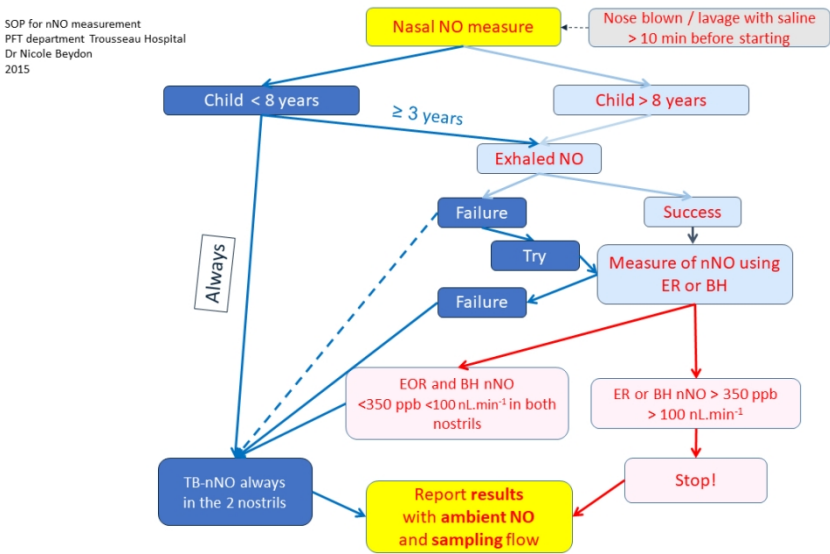 SOP for nNO measurement
PFT department Trousseau Hospital
Dr Nicole Beydon
2015
Nasal NO measure
Nose blown / lavage with saline
> 10 min before starting
Child < 8 years
Child > 8 years
≥ 3 years
Exhaled NO
Failure
Success
Try
Always
Measure of nNO using
ER or BH
Failure
EOR and BH nNO
<350 ppb <100 nL.min⁻¹ in both
nostrils
ER or BH nNO > 350 ppb
> 100 nL.min⁻¹
TB-nNO always
in the 2 nostrils
Stop!
Report results
with ambient NO
and sampling flow